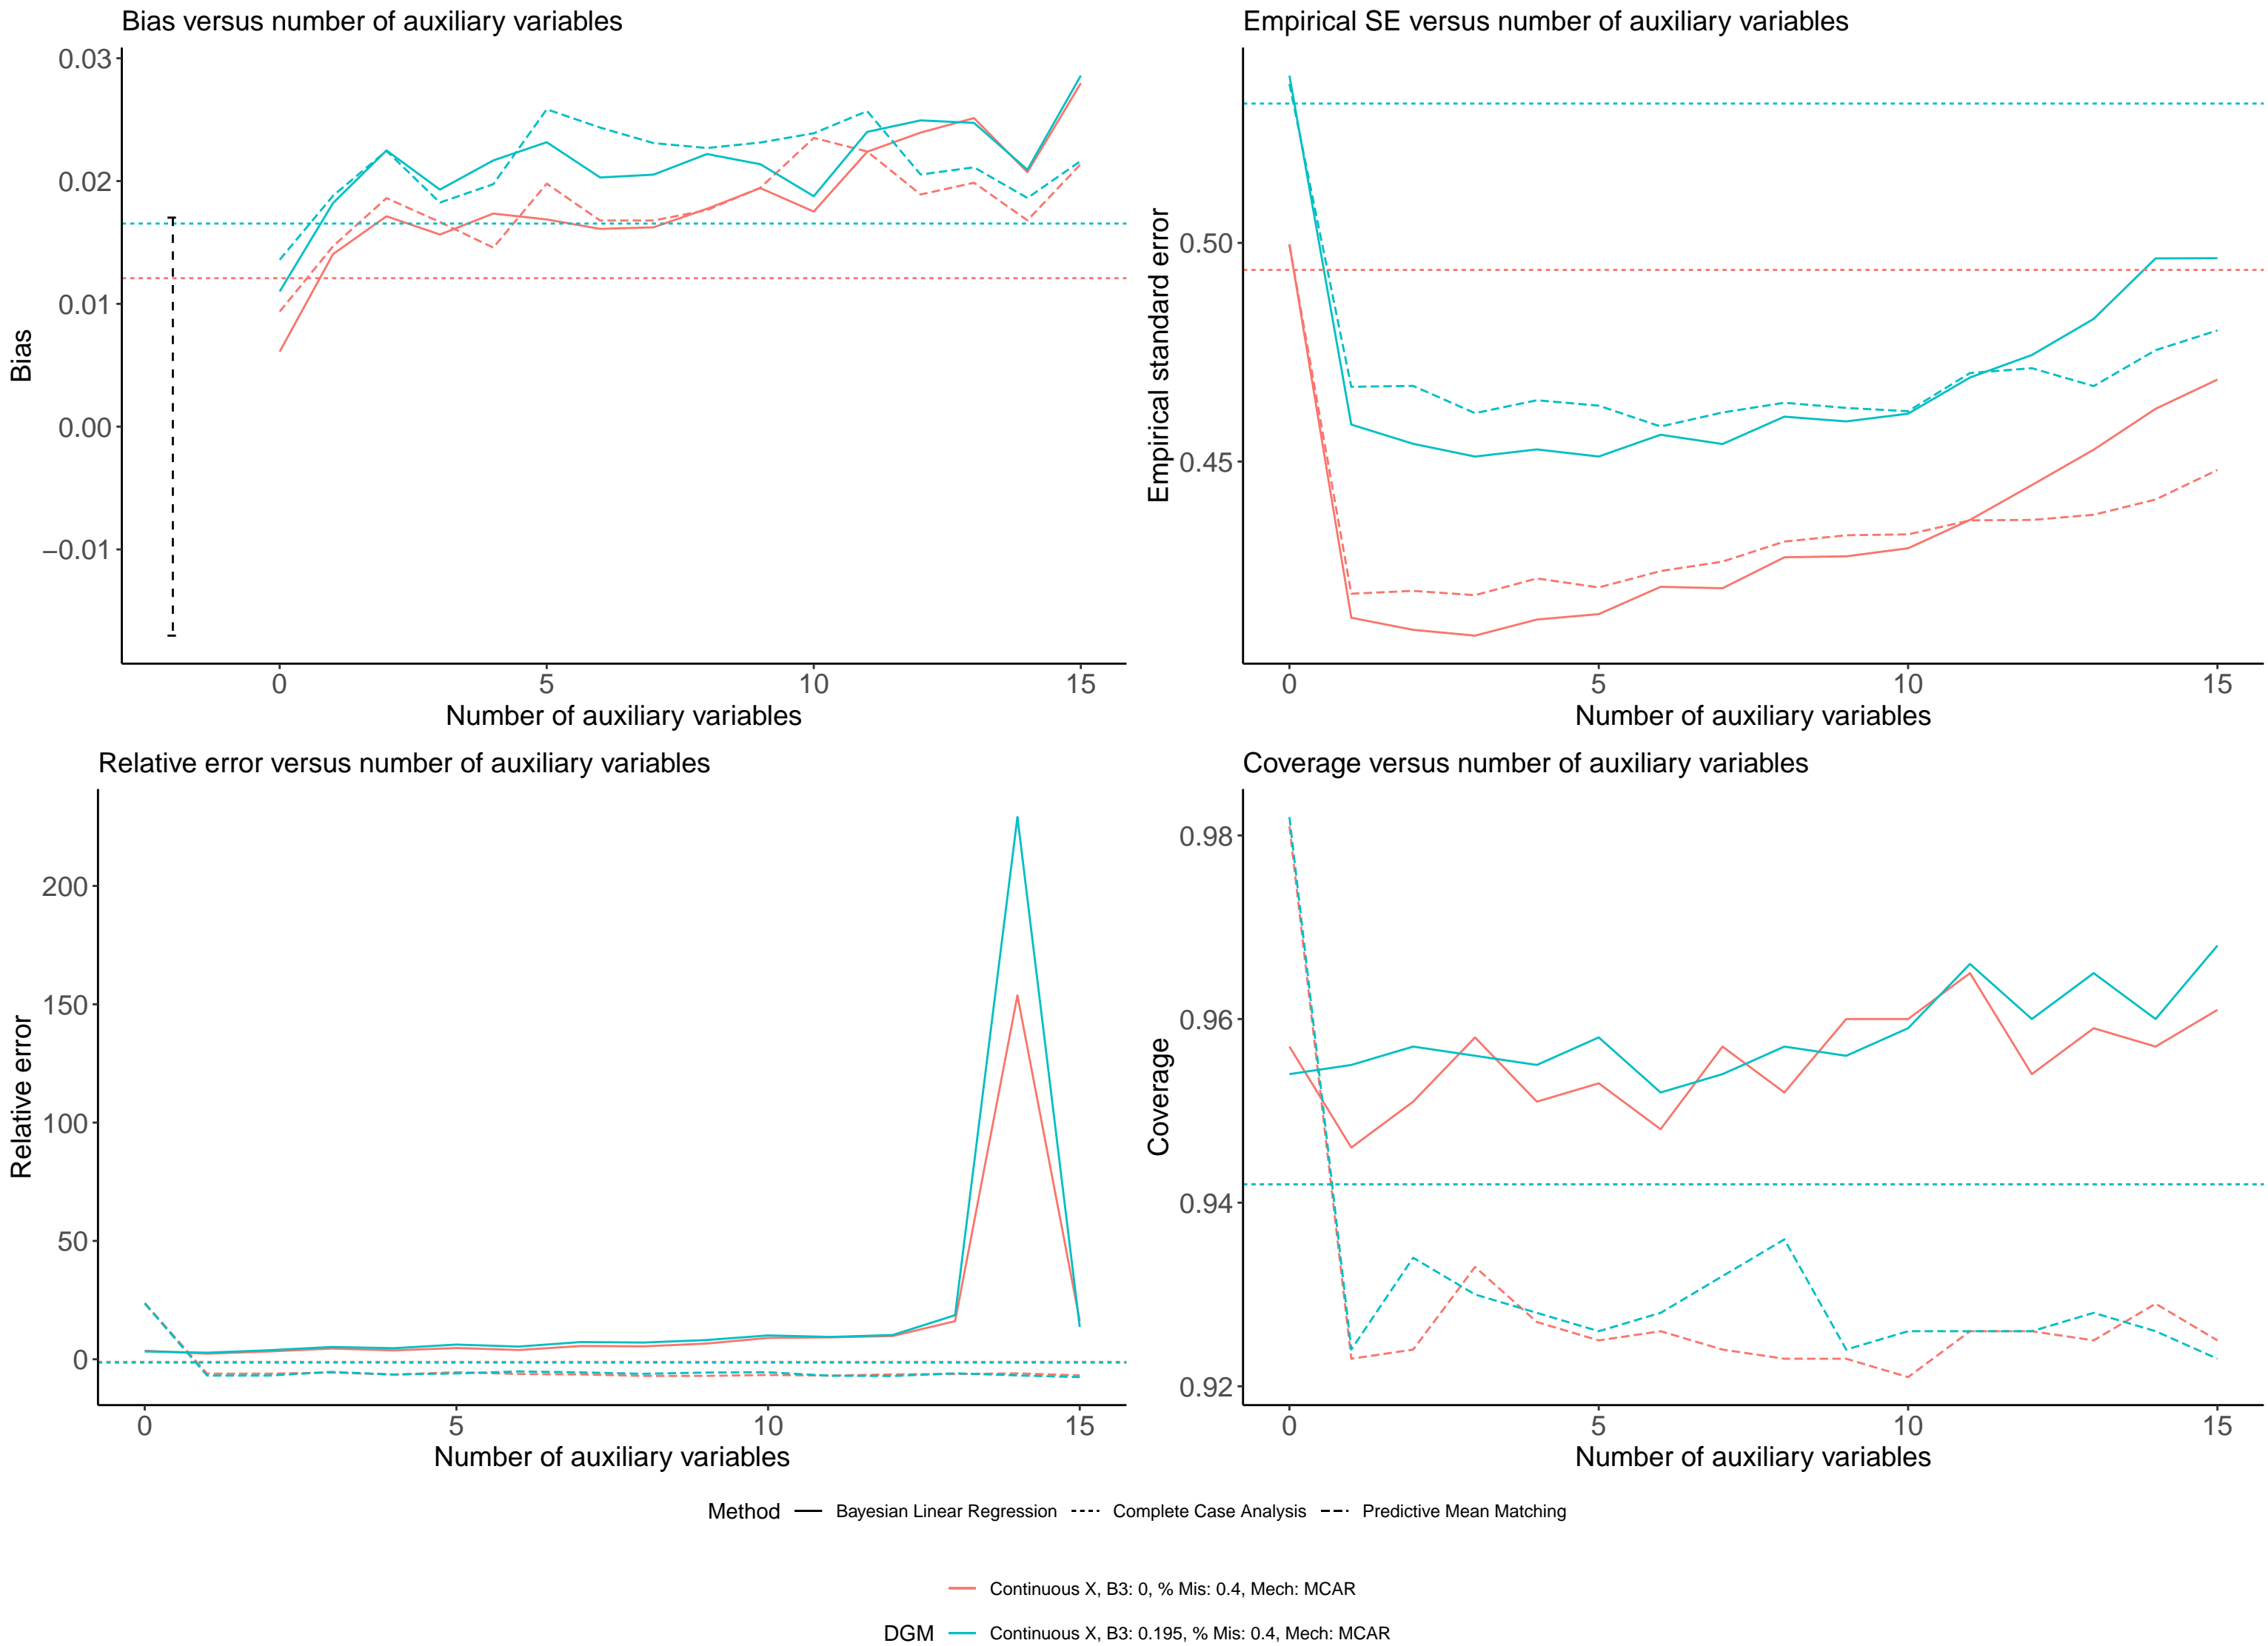 Bias versus number of auxiliary variables
0.03
0.02
0.01
0.00
−0.01
Bias
0 5 10 15
Number of auxiliary variables
Empirical SE versus number of auxiliary variables
0.50
0.45
Empirical standard error
0 5 10 15
Number of auxiliary variables
Relative error versus number of auxiliary variables
200
150
100
50
0
Relative error
0 5 10 15
Number of auxiliary variables
Coverage versus number of auxiliary variables
0.98
0.96
0.94
0.92
Coverage
0 5 10 15
Number of auxiliary variables
Method Bayesian Linear Regression Complete Case Analysis Predictive Mean Matching
Continuous X, B3: 0, % Mis: 0.4, Mech: MCAR
DGM Continuous X, B3: 0.195, % Mis: 0.4, Mech: MCAR